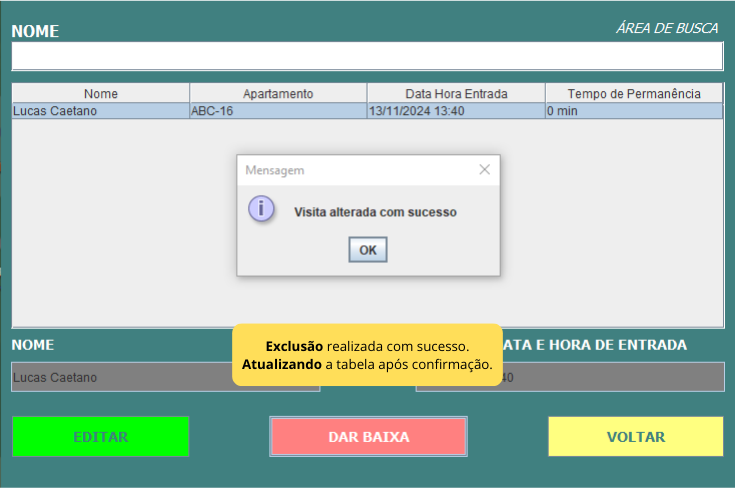 NOME
ÁREA DE BUSCA
Nome Apartamento Data Hora Entrada Tempo de Permanência
Lucas Caetano ABC-16 13/11/2024 13:40 0 min
Mensagem
Visita alterada com sucesso
OK
Exclusão realizada com sucesso.
Atualizando a tabela após confirmação.
NOME ATA E HORA DE ENTRADA
Lucas Caetano :40
EDITAR DAR BAIXA VOLTAR